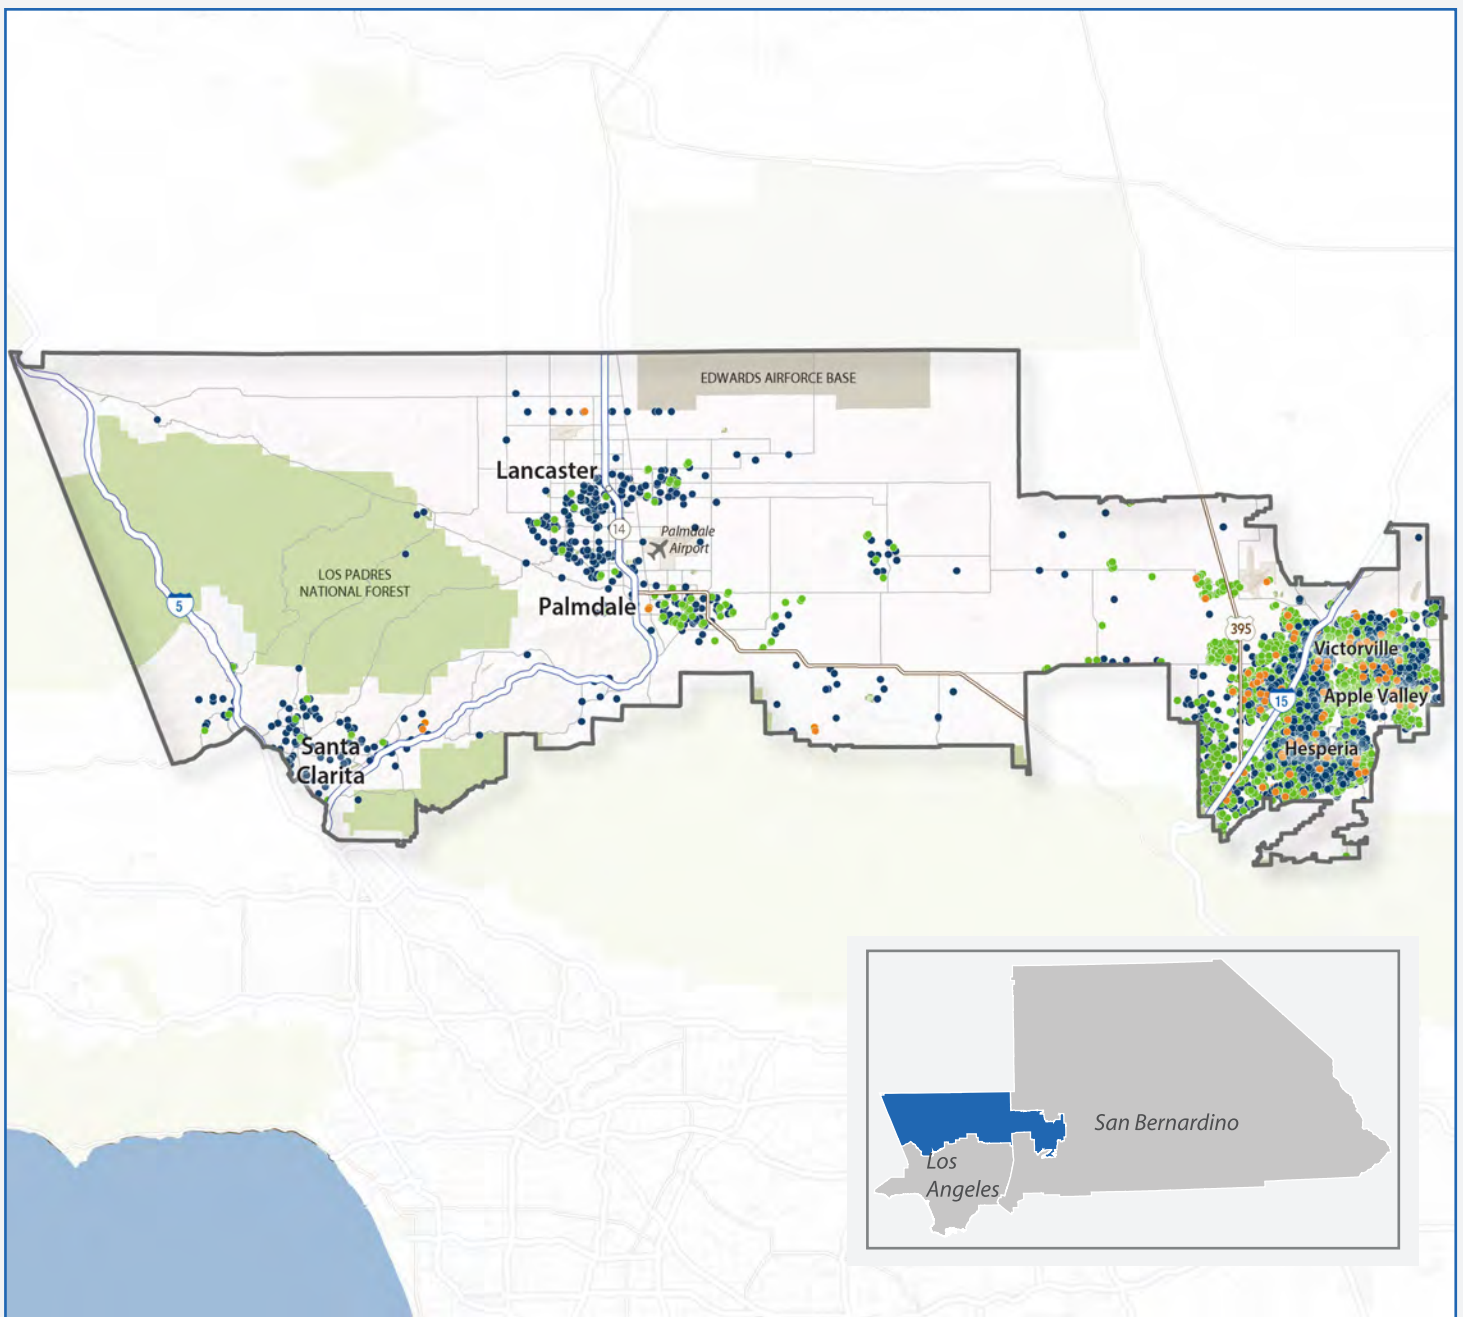 EDWARDS AIRFORCE BASE
Lancaster
14
Palmdale
Airport
LOS PADRES
NATIONAL FOREST
5
Palmdale
395
Victorville
15
Apple Valley
Hesperia
Santa
Clarita
San Bernardino
Los
Angeles